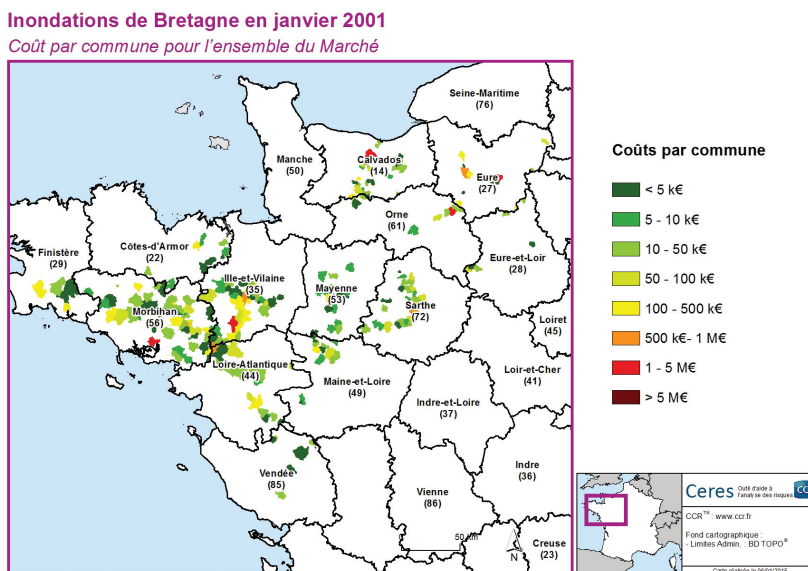 Inondations de Bretagne en janvier 2001
Coût par commune pour l'ensemble du Marché
Seine-Maritime
(76)
Manche
(50)
Calvados
(14)
Eure
(27)
Orne
(61)
Finistère
(29)
Côtes-d'Armor
(22)
Ille-et-Vilaine
(35)
Mayenne
(53)
Eure-et-Loir
(28)
Morbihan
(56)
Sarthe
(72)
Loiret
(45)
Loire-Atlantique
(44)
Maine-et-Loire
(49)
Loir-et-Cher
(41)
Indre-et-Loire
(37)
Vendée
(85)
Vienne
(86)
Indre
(36)
Creuse
(23)
50 km
N
Coûts par commune
< 5 k€
5 - 10 k€
10 - 50 k€
50 - 100 k€
100 - 500 k€
500 k€- 1 M€
1 - 5 M€
> 5 M€
Ceres
Outil d'aide à
l'analyse des risques
CC
CCR™ : www.ccr.fr
Fond cartographique :
- Limites Admin. : BD TOPO®
Carte réalisée le